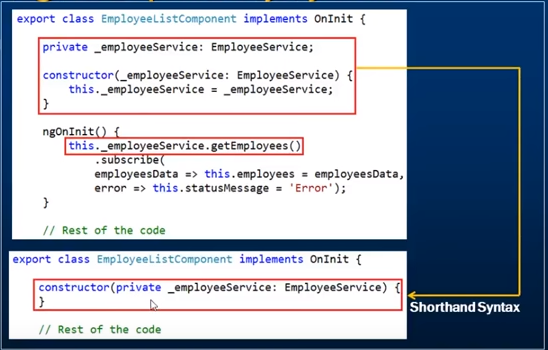 export class EmployeeListComponent implements OnInit {
private _employeeService: EmployeeService;
constructor(_employeeService: EmployeeService) {
this._employeeService = _employeeService;
}
ngOnInit() {
this._employeeService.getEmployees()
.subscribe(
employeesData => this.employees = employeesData,
error => this.statusMessage = 'Error');
}
// Rest of the code
export class EmployeeListComponent implements OnInit {
constructor(private _employeeService: EmployeeService) {
}
Shorthand Syntax
// Rest of the code